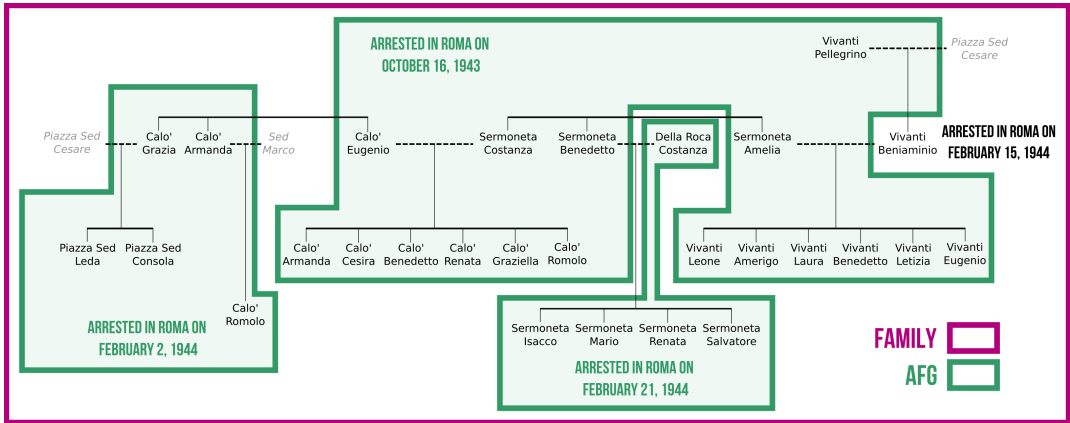 ARRESTED IN ROMA ON
OCTOBER 16, 1943
Vivanti
Pellegrino
Piazza Sed
Cesare
Piazza Sed
Cesare
Calo'
Grazia
Calo'
Armanda
Sed
Marco
Calo'
Eugenio
Sermoneta
Costanza
Sermoneta
Benedetto
Della Roca
Costanza
Sermoneta
Amelia
Vivanti
Beniaminio
ARRESTED IN ROMA ON
FEBRUARY 15, 1944
Piazza Sed
Leda
Piazza Sed
Consola
Calo'
Armanda
Calo'
Cesira
Calo'
Benedetto
Calo'
Renata
Calo'
Graziella
Calo'
Romolo
Vivanti
Leone
Vivanti
Amerigo
Vivanti
Laura
Vivanti
Benedetto
Vivanti
Letizia
Vivanti
Eugenio
Calo'
Romolo
ARRESTED IN ROMA ON
FEBRUARY 2, 1944
Sermoneta
Isacco
Sermoneta
Mario
Sermoneta
Renata
Sermoneta
Salvatore
ARRESTED IN ROMA ON
FEBRUARY 21, 1944
FAMILY
AFG